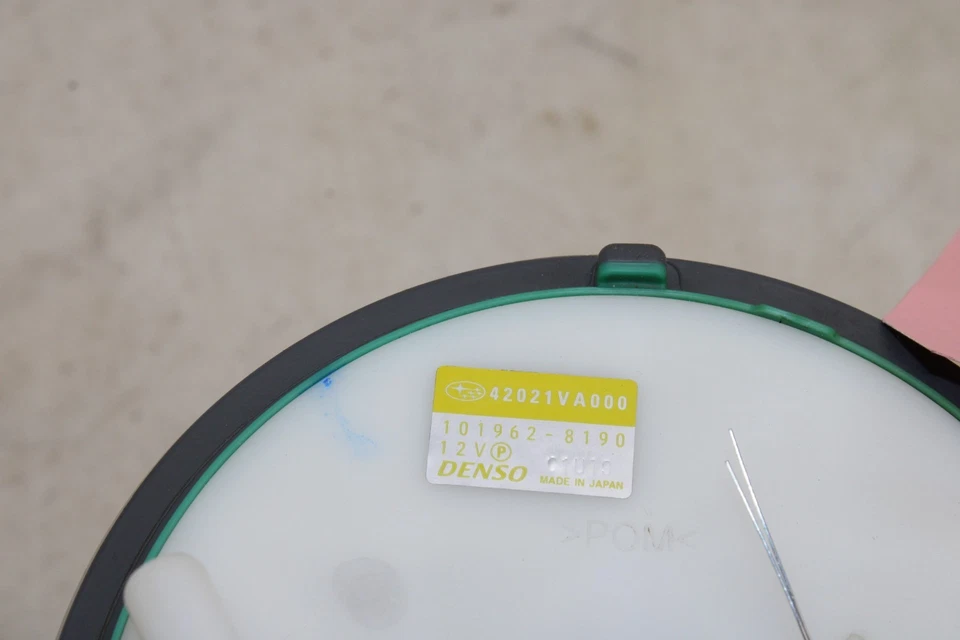 42021VA000
101962-8190
12V Ⓟ
DENSO MADE IN JAPAN
>POM<